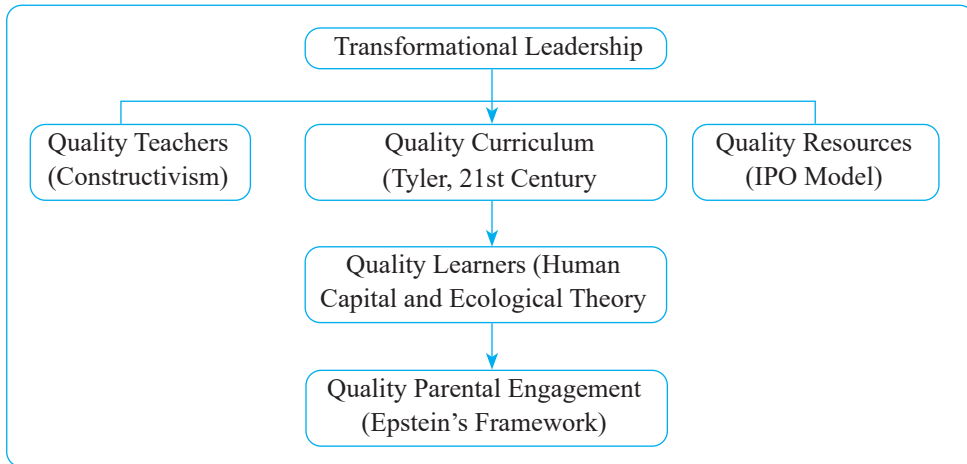 Transformational Leadership
Quality Teachers
(Constructivism)
Quality Curriculum
(Tyler, 21st Century
Quality Resources
(IPO Model)
Quality Learners (Human
Capital and Ecological Theory
Quality Parental Engagement
(Epstein’s Framework)